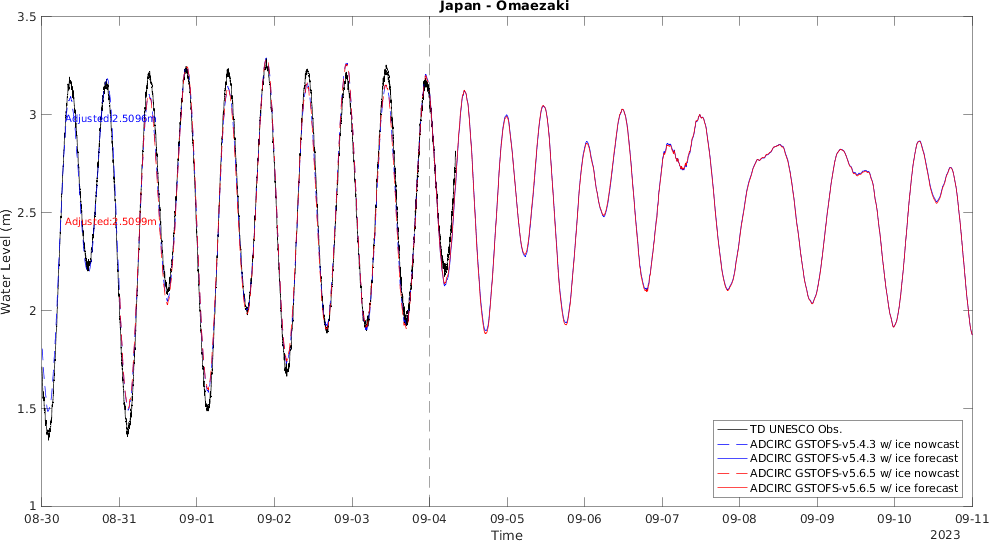 Japan - Omaezaki
3.5
3
2.5
2
1.5
1
Water Level (m)
Adjusted:2.5096m
Adjusted:2.5099m
TD UNESCO Obs.
ADCIRC GSTOFS-v5.4.3 w/ ice nowcast
ADCIRC GSTOFS-v5.4.3 w/ ice forecast
ADCIRC GSTOFS-v5.6.5 w/ ice nowcast
ADCIRC GSTOFS-v5.6.5 w/ ice forecast
08-30 08-31 09-01 09-02 09-03 09-04 09-05 09-06 09-07 09-08 09-09 09-10 09-11
Time
2023